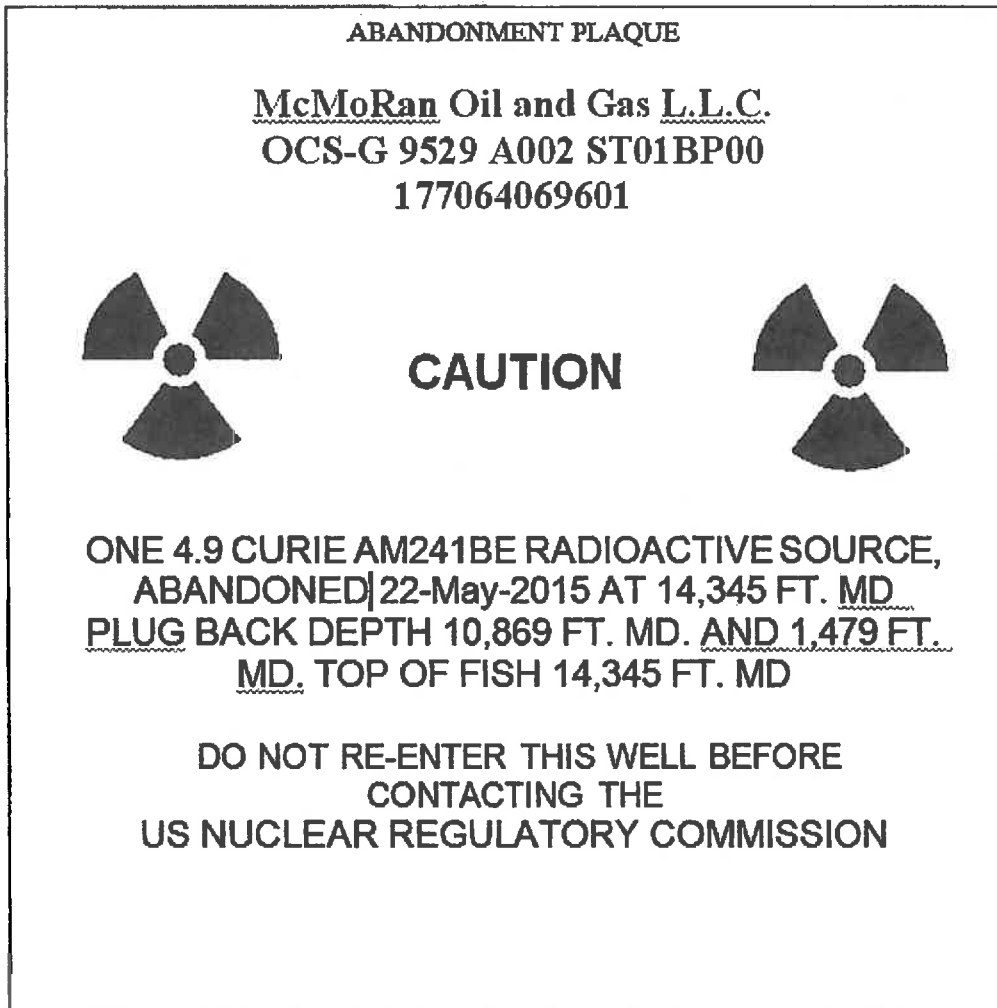 ABANDONMENT PLAQUE
McMoRan Oil and Gas L.L.C.
OCS-G 9529 A002 ST01BP00
177064069601
CAUTION
ONE 4.9 CURIE AM241BE RADIOACTIVE SOURCE,
ABANDONED 22-May-2015 AT 14,345 FT. MD
PLUG BACK DEPTH 10,869 FT. MD. AND 1,479 FT.
MD. TOP OF FISH 14,345 FT. MD
DO NOT RE-ENTER THIS WELL BEFORE
CONTACTING THE
US NUCLEAR REGULATORY COMMISSION